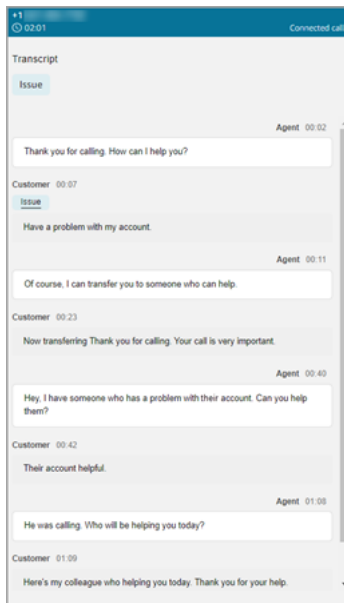 +1
02:01 Connected call
Transcript
Issue
Agent 00:02
Thank you for calling. How can I help you?
Customer 00:07
Issue
Have a problem with my account.
Agent 00:11
Of course, I can transfer you to someone who can help.
Customer 00:23
Now transferring Thank you for calling. Your call is very important.
Agent 00:40
Hey, I have someone who has a problem with their account. Can you help
them?
Customer 00:42
Their account helpful.
Agent 01:08
He was calling. Who will be helping you today?
Customer 01:09
Here's my colleague who helping you today. Thank you for your help.